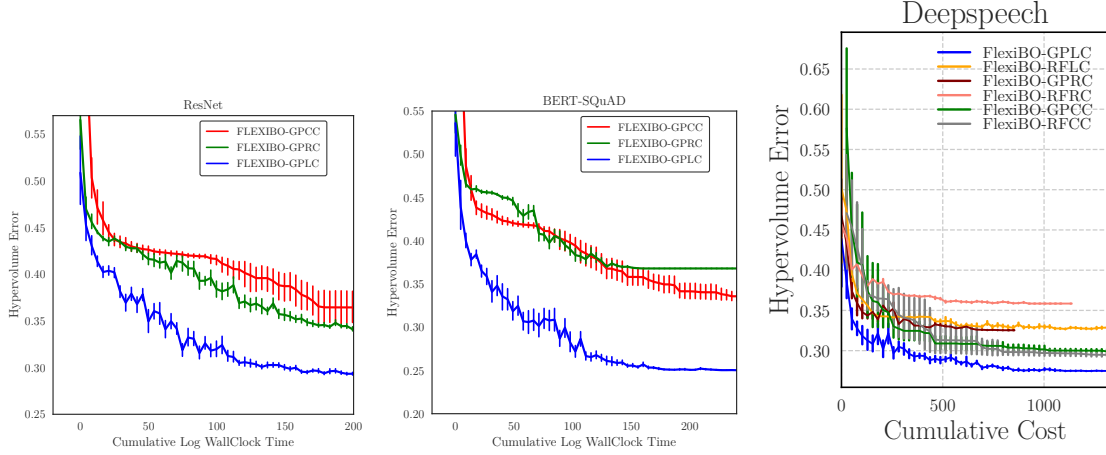 ResNet
FLEXIBO-GPCC
FLEXIBO-GPRC
FLEXIBO-GPLC
Hypervolume Error
0.55
0.50
0.45
0.40
0.35
0.30
0.25
0
50
100
150
200
Cumulative Log WallClock Time
BERT-SQuAD
FLEXIBO-GPCC
FLEXIBO-GPRC
FLEXIBO-GPLC
Hypervolume Error
0.55
0.50
0.45
0.40
0.35
0.30
0.25
0.20
0
50
100
150
200
Cumulative Log WallClock Time
Deepspeech
FlexiBO-GPLC
FlexiBO-RFLC
FlexiBO-GPRC
FlexiBO-RFRC
FlexiBO-GPCC
FlexiBO-RFCC
Hypervolume Error
0.65
0.60
0.55
0.50
0.45
0.40
0.35
0.30
0
500
1000
Cumulative Cost